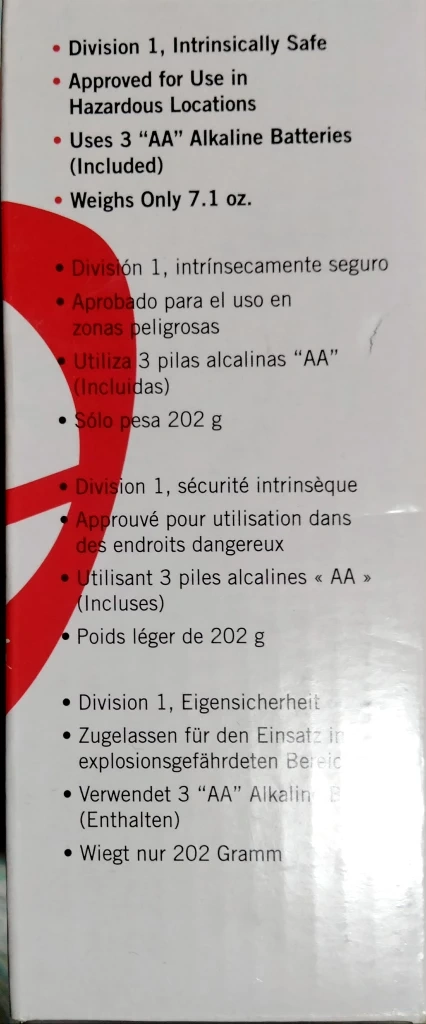 • Division 1, Intrinsically Safe
• Approved for Use in
Hazardous Locations
• Uses 3 “AA” Alkaline Batteries
(Included)
• Weighs Only 7.1 oz.
• División 1, intrínsecamente seguro
• Aprobado para el uso en
zonas peligrosas
• Utiliza 3 pilas alcalinas “AA”
(Incluidas)
• Sólo pesa 202 g
• Division 1, sécurité intrinsèque
• Approuvé pour utilisation dans
des endroits dangereux
• Utilisant 3 piles alcalines « AA »
(Incluses)
• Poids léger de 202 g
• Division 1, Eigensicherheit
• Zugelassen für den Einsatz in
explosionsgefährdeten
• Verwendet 3 “AA”
(Enthalten)
• Wiegt nur 202 Gramm